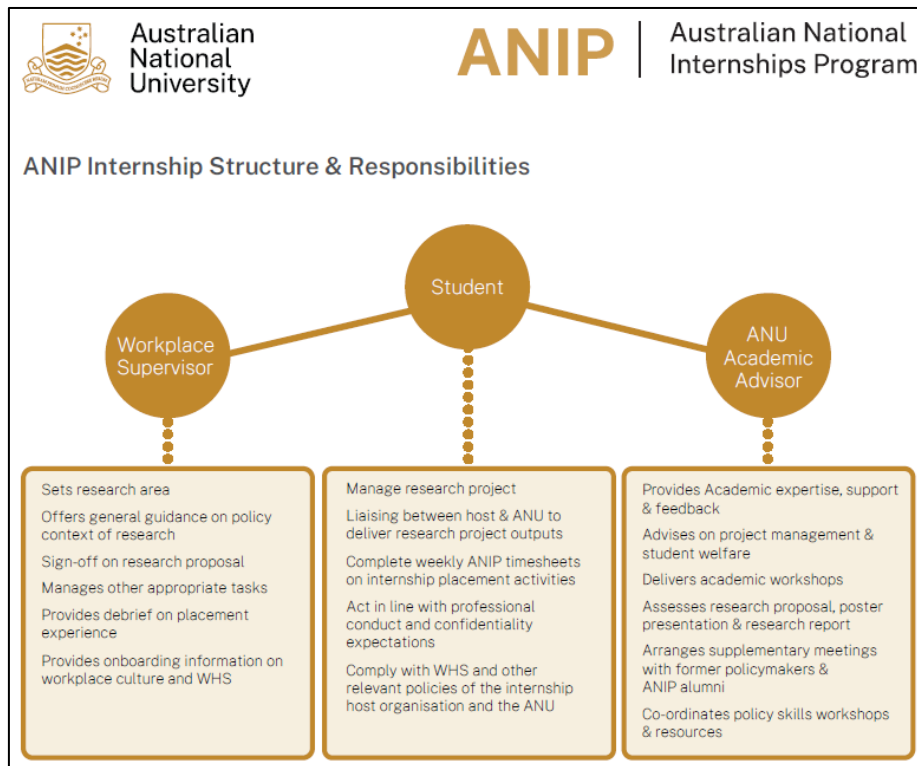 Australian
National
University
ANIP
Australian National
Internships Program
ANIP Internship Structure & Responsibilities
Student
Workplace
Supervisor
ANU
Academic
Advisor
Sets research area
Offers general guidance on policy
context of research
Sign-off on research proposal
Manages other appropriate tasks
Provides debrief on placement
experience
Provides onboarding information on
workplace culture and WHS
Manage research project
Liaising between host & ANU to
deliver research project outputs
Complete weekly ANIP timesheets
on internship placement activities
Act in line with professional
conduct and confidentiality
expectations
Comply with WHS and other
relevant policies of the internship
host organisation and the ANU
Provides Academic expertise, support
& feedback
Advises on project management &
student welfare
Delivers academic workshops
Assesses research proposal, poster
presentation & research report
Arranges supplementary meetings
with former policymakers &
ANIP alumni
Co-ordinates policy skills workshops
& resources